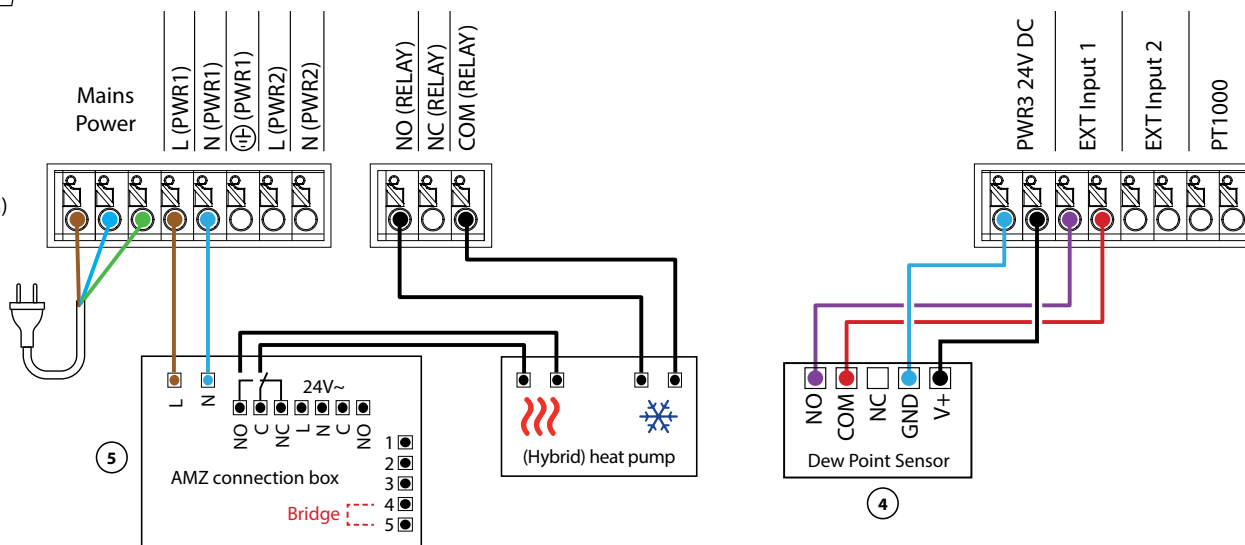 Mains
Power
L (PWR1)
N (PWR1)
(PWR1)
L (PWR2)
N (PWR2)
NO (RELAY)
NC (RELAY)
COM (RELAY)
PWR3 24V DC
EXT Input 1
EXT Input 2
PT1000
)
L
N
24V~
NO
C
NC
L
N
C
NO
1
2
3
4
5
AMZ connection box
Bridge
5
(Hybrid) heat pump
NO
COM
NC
GND
V+
Dew Point Sensor
4